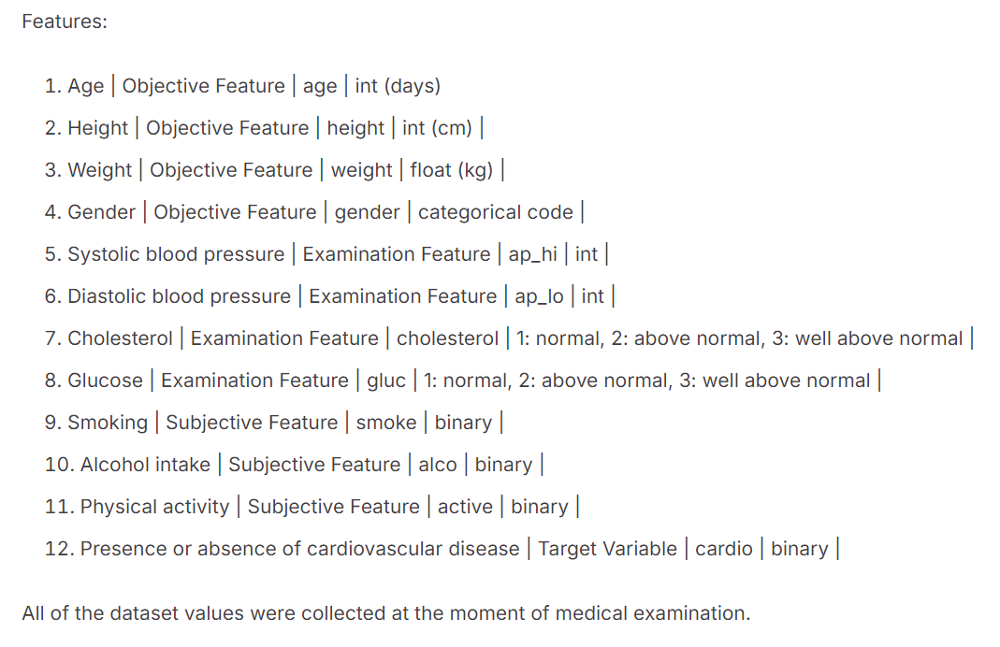 Features:
1. Age | Objective Feature | age | int (days)
2. Height | Objective Feature | height | int (cm) |
3. Weight | Objective Feature | weight | float (kg) |
4. Gender | Objective Feature | gender | categorical code |
5. Systolic blood pressure | Examination Feature | ap_hi | int |
6. Diastolic blood pressure | Examination Feature | ap_lo | int |
7. Cholesterol | Examination Feature | cholesterol | 1: normal, 2: above normal, 3: well above normal |
8. Glucose | Examination Feature | gluc | 1: normal, 2: above normal, 3: well above normal |
9. Smoking | Subjective Feature | smoke | binary |
10. Alcohol intake | Subjective Feature | alco | binary |
11. Physical activity | Subjective Feature | active | binary |
12. Presence or absence of cardiovascular disease | Target Variable | cardio | binary |
All of the dataset values were collected at the moment of medical examination.